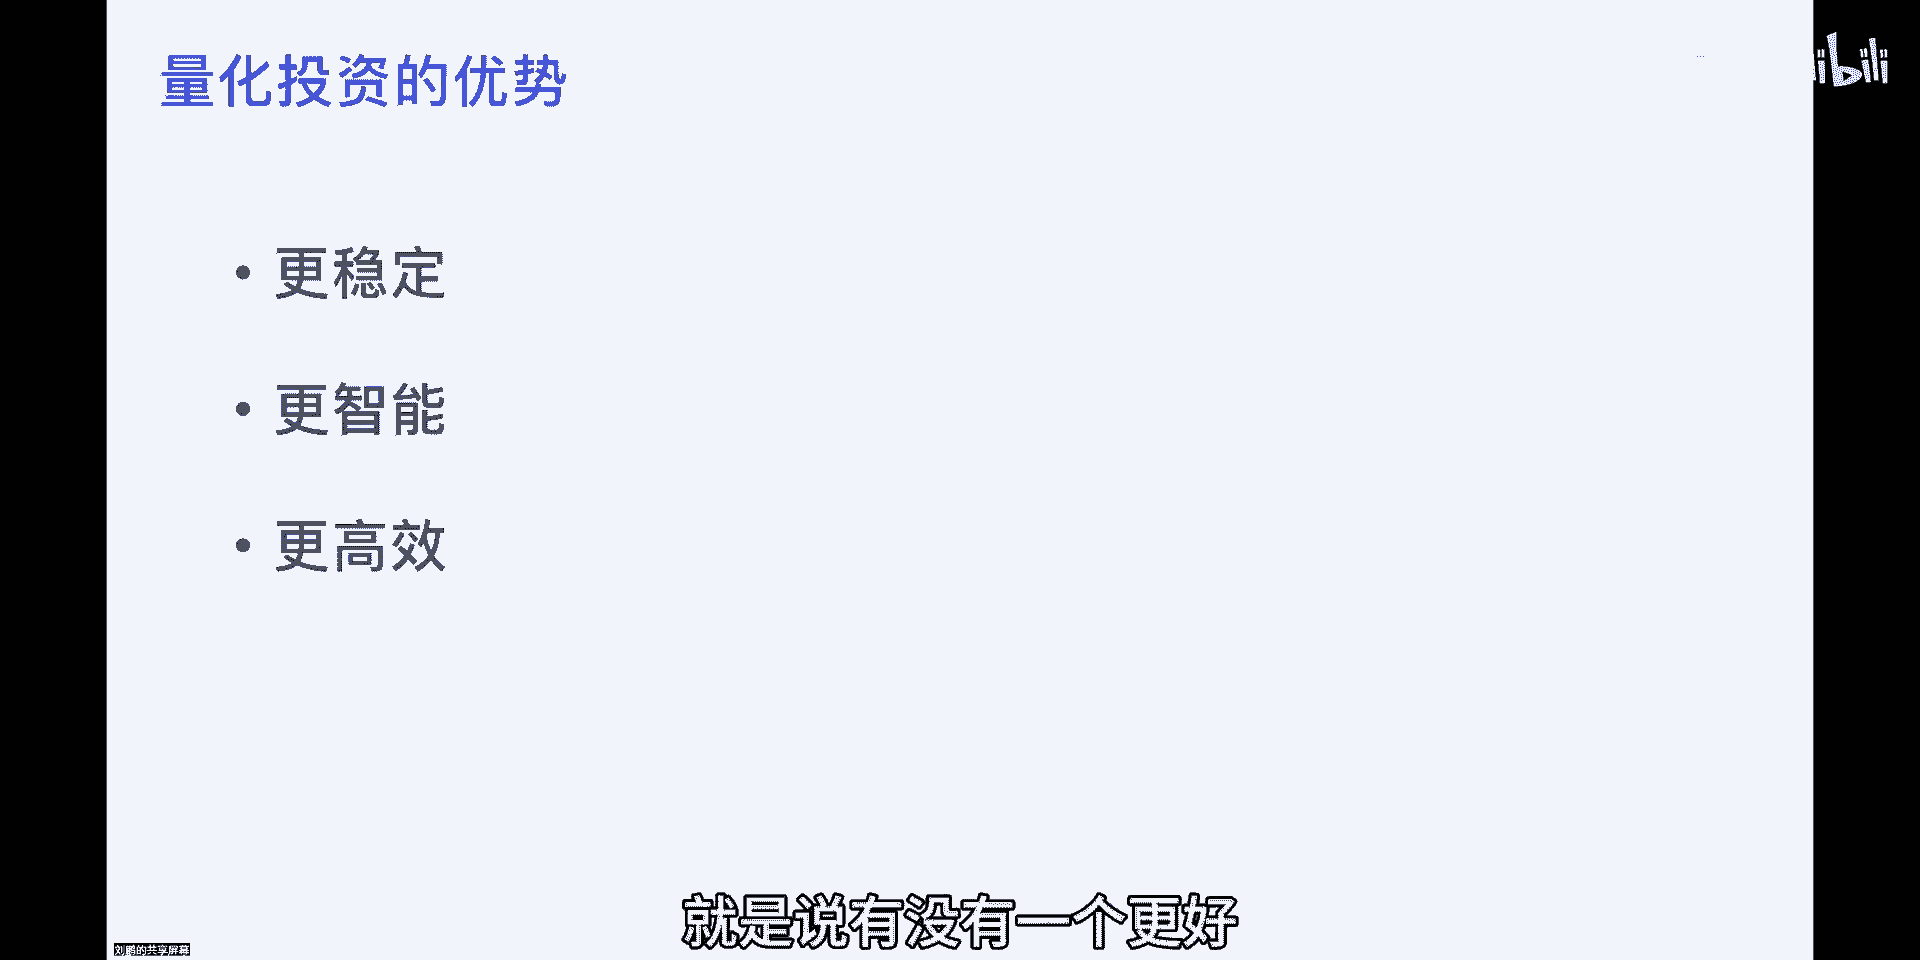 量化投资的优势
ibili
• 更稳定
• 更智能
• 更高效
就是说有没有一个更好
刘鹏的共享屏幕